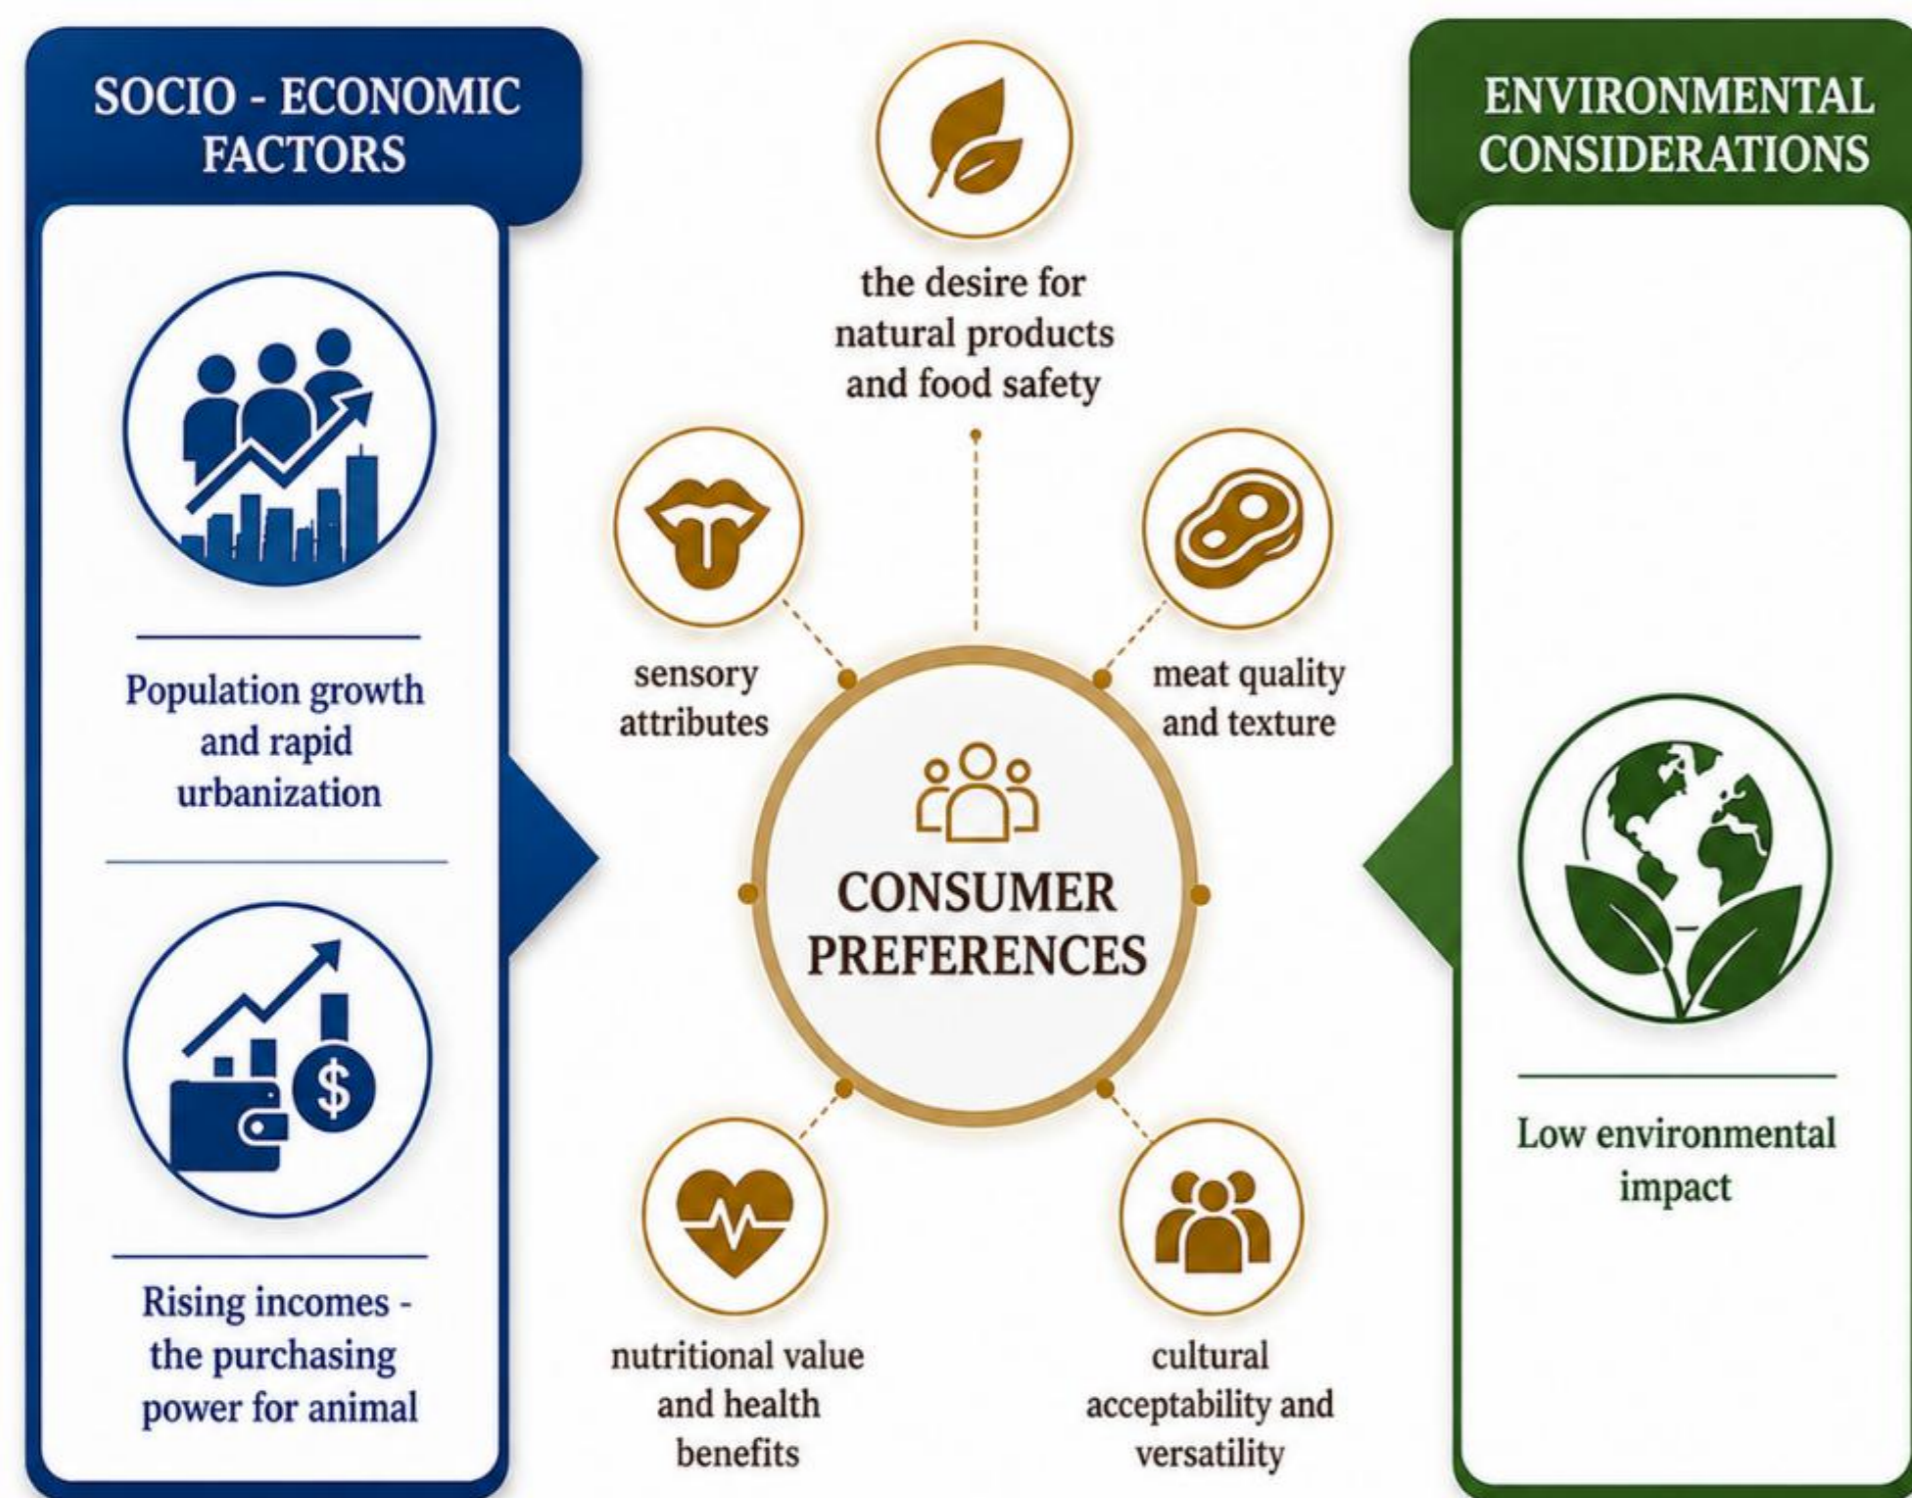 SOCIO - ECONOMIC
FACTORS
Population growth
and rapid
urbanization
$
Rising incomes -
the purchasing
power for animal
the desire for
natural products
and food safety
sensory
attributes
meat quality
and texture
CONSUMER
PREFERENCES
nutritional value
and health
benefits
cultural
acceptability and
versatility
ENVIRONMENTAL
CONSIDERATIONS
Low environmental
impact